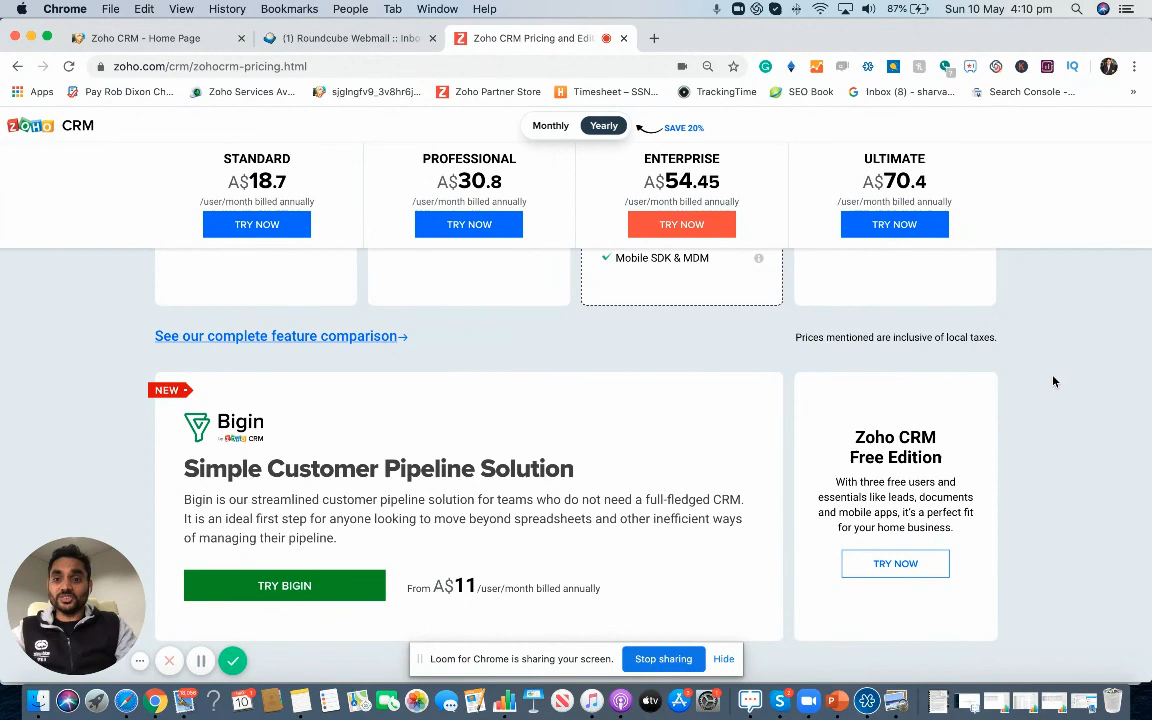 Chrome File Edit View History Bookmarks People Tab Window Help
87% Sun 10 May 4:10 pm
Zoho CRM - Home Page
(1) Roundcube Webmail :: Inbo
Zoho CRM Pricing and Edit
zoho.com/crm/zohocrm-pricing.html
Apps
Pay Rob Dixon Ch...
Zoho Services Av...
sjglngfv9_3v8hr6j...
Zoho Partner Store
Timesheet – SSN...
TrackingTime
SEO Book
Inbox (8) - sharva...
Search Console -...
ZOHO CRM
Monthly Yearly SAVE 20%
STANDARD
A$18.7
/user/month billed annually
TRY NOW
PROFESSIONAL
A$30.8
/user/month billed annually
TRY NOW
ENTERPRISE
A$54.45
/user/month billed annually
TRY NOW
ULTIMATE
A$70.4
/user/month billed annually
TRY NOW
Mobile SDK & MDM
See our complete feature comparison→
Prices mentioned are inclusive of local taxes.
NEW
Bigin
by ZOHO CRM
Simple Customer Pipeline Solution
Bigin is our streamlined customer pipeline solution for teams who do not need a full-fledged CRM.
It is an ideal first step for anyone looking to move beyond spreadsheets and other inefficient ways
of managing their pipeline.
TRY BIGIN
From A$11/user/month billed annually
Zoho CRM
Free Edition
With three free users and
essentials like leads, documents
and mobile apps, it's a perfect fit
for your home business.
TRY NOW
Loom for Chrome is sharing your screen.
Stop sharing
Hide